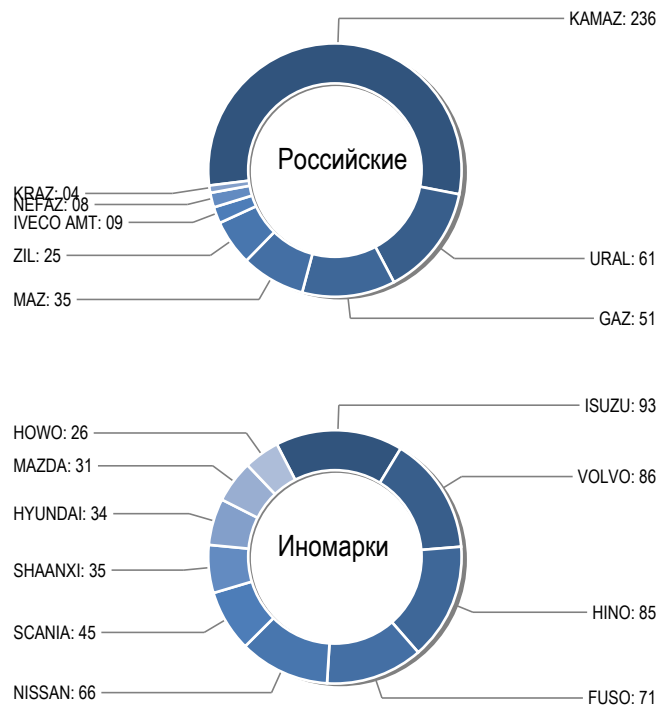 KAMAZ: 236
Российские
KRAZ: 04
NEFAZ: 08
IVECO AMT: 09
ZIL: 25
URAL: 61
MAZ: 35
GAZ: 51
ISUZU: 93
HOWO: 26
MAZDA: 31
VOLVO: 86
HYUNDAI: 34
Иномарки
SHAANXI: 35
HINO: 85
SCANIA: 45
NISSAN: 66
FUSO: 71